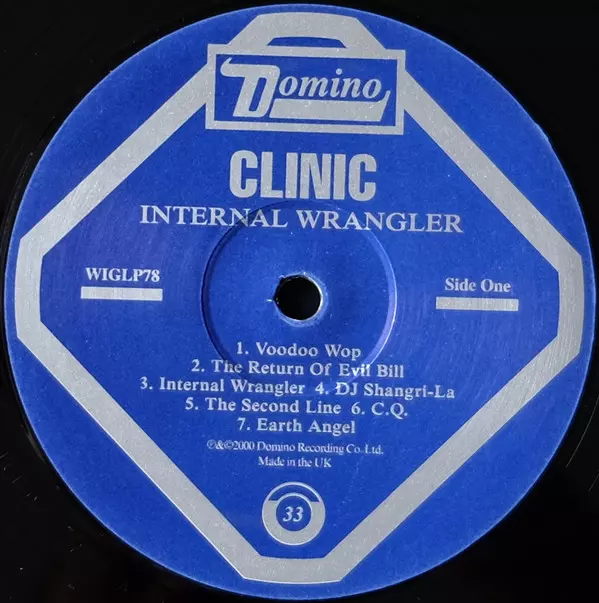 Domino
CLINIC
INTERNAL WRANGLER
WIGLP78
Side One
1. Voodoo Wop
2. The Return Of Evil Bill
3. Internal Wrangler 4. DJ Shangri-La
5. The Second Line 6. C.Q.
7. Earth Angel
℗&©2000 Domino Recording Co. Ltd.
Made in the UK
33